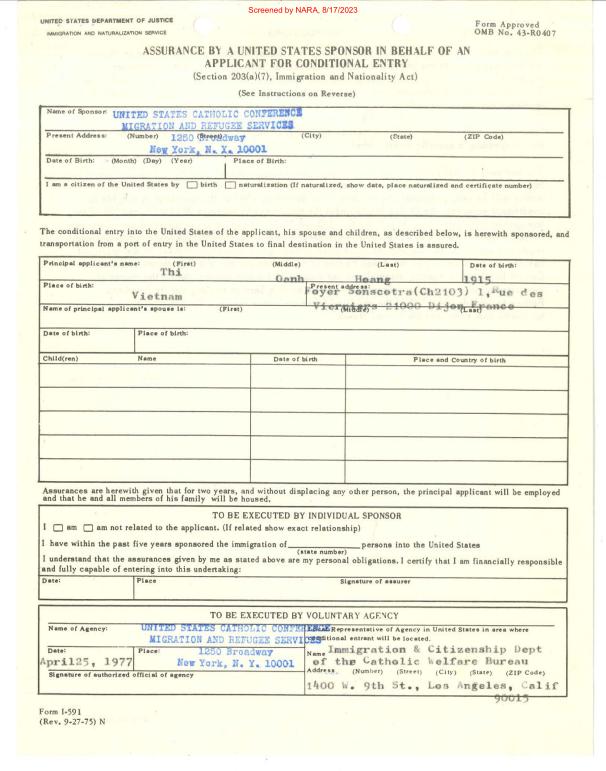 Screened by NARA, 8/17/2023
UNITED STATES DEPARTMENT OF JUSTICE
IMMIGRATION AND NATURALIZATION SERVICE
Form Approved
OMB No. 43-R0407
ASSURANCE BY A UNITED STATES SPONSOR IN BEHALF OF AN
APPLICANT FOR CONDITIONAL ENTRY
(Section 203(a)(7), Immigration and Nationality Act)
(See Instructions on Reverse)
Name of Sponsor: UNITED STATES CATHOLIC CONFERENCE
MIGRATION AND REFUGEE SERVICES
Present Address: (Number) (Street) (City) (State) (ZIP Code)
1250 Broadway
New York, N. Y. 10001
Date of Birth: (Month) (Day) (Year) Place of Birth:
I am a citizen of the United States by birth naturalization (If naturalized, show date, place naturalized and certificate number)
The conditional entry into the United States of the applicant, his spouse and children, as described below, is herewith sponsored, and
transportation from a port of entry in the United States to final destination in the United States is assured.
Principal applicant's name: (First) (Middle) (Last) Date of birth:
Thi Oanh Hoang 1915
Place of birth: Present address:
Vietnam Foyer Sonscotra(Ch2103) 1,Rue des
Vierniers 21000 Dijon France
Name of principal applicant's spouse is: (First) (Middle) (Last)
Date of birth: Place of birth:
Child(ren) Name Date of birth Place and Country of birth
Assurances are herewith given that for two years, and without displacing any other person, the principal applicant will be employed
and that he and all members of his family will be housed.
TO BE EXECUTED BY INDIVIDUAL SPONSOR
I am am not related to the applicant. (If related show exact relationship)
I have within the past five years sponsored the immigration of persons into the United States
(state number)
I understand that the assurances given by me as stated above are my personal obligations. I certify that I am financially responsible
and fully capable of entering into this undertaking:
Date: Place Signature of assurer
TO BE EXECUTED BY VOLUNTARY AGENCY
Name of Agency: UNITED STATES CATHOLIC CONFERENCE
MIGRATION AND REFUGEE SERVICES
Representative of Agency in United States in area where
conditional entrant will be located.
Date: Place: 1250 Broadway
April25, 1977 New York, N. Y. 10001
Name Immigration & Citizenship Dept
of the Catholic Welfare Bureau
Signature of authorized official of agency
Address (Number) (Street) (City) (State) (ZIP Code)
1400 W. 9th St., Los Angeles, Calif
90015
Form I-591
(Rev. 9-27-75) N